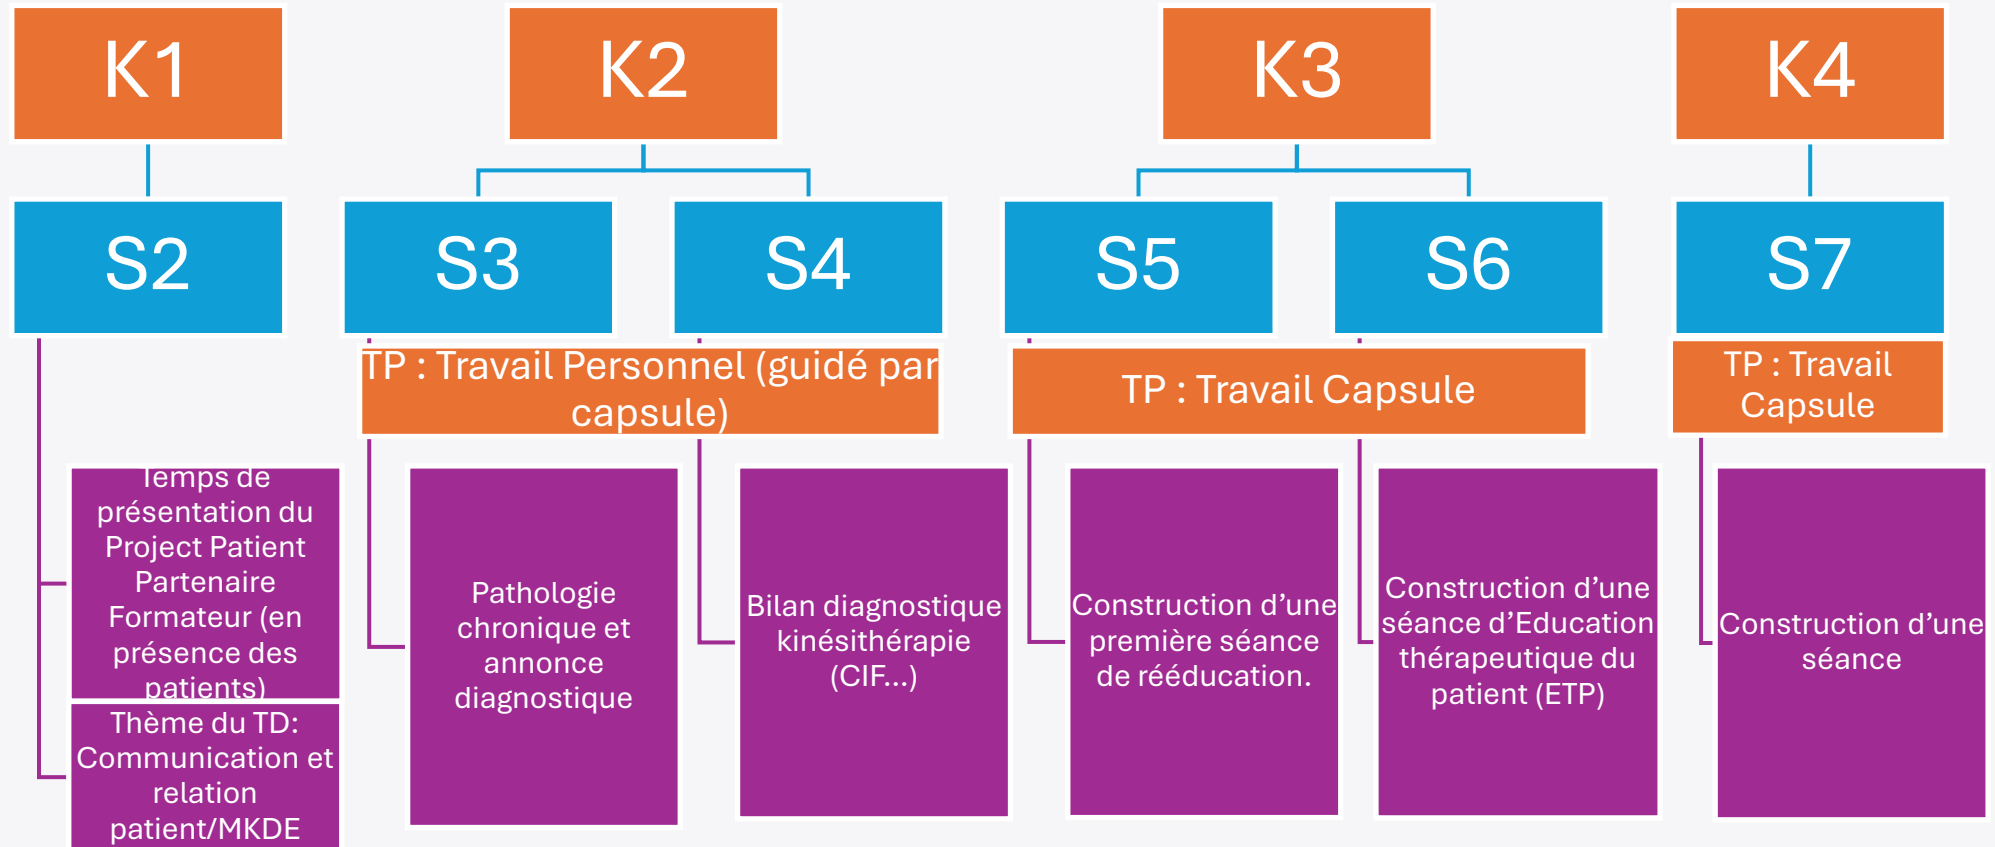 K1
K2
K3
K4
S2
S3
S4
S5
S6
S7
TP : Travail Personnel (guidé par
capsule)
TP : Travail Capsule
TP : Travail
Capsule
Temps de
présentation du
Project Patient
Partenaire
Formateur (en
présence des
patients)
Thème du TD:
Communication et
relation
patient/MKDE
Pathologie
chronique et
annonce
diagnostique
Bilan diagnostique
kinésithérapie
(CIF...)
Construction d’une
première séance
de rééducation.
Construction d’une
séance d’Education
thérapeutique du
patient (ETP)
Construction d’une
séance